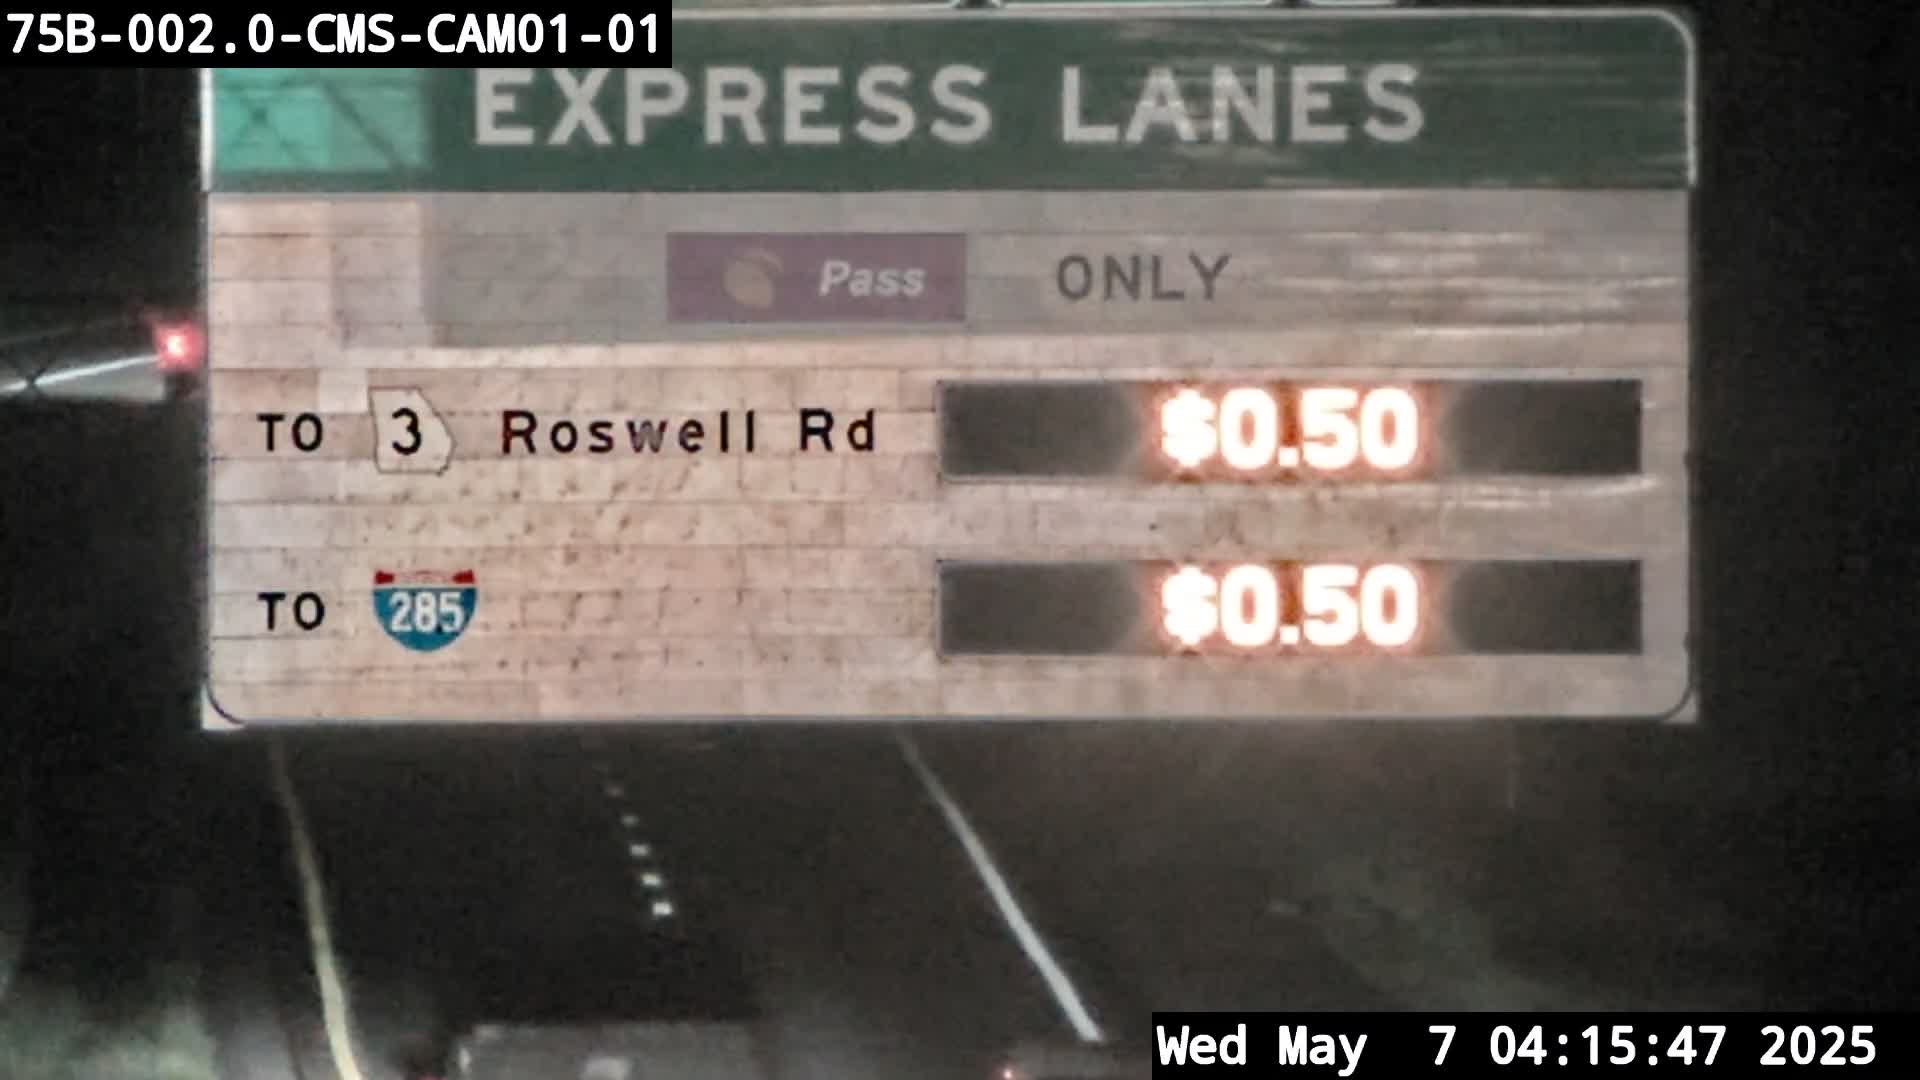 75B-002.0-CMS-CAM01-01
EXPRESS LANES
Pass ONLY
TO 3 Roswell Rd $0.50
TO 285 $0.50
Wed May 7 04:15:47 2025